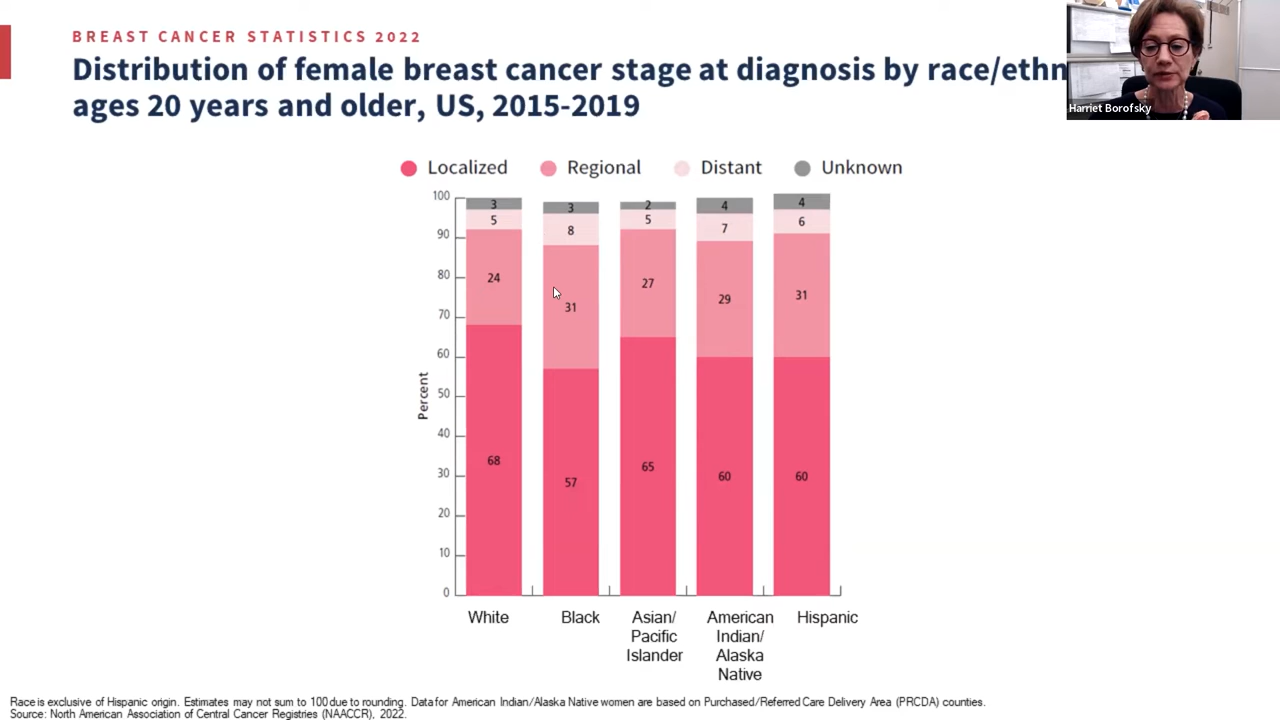 BREAST CANCER STATISTICS 2022
Distribution of female breast cancer stage at diagnosis by race/ethn
ages 20 years and older, US, 2015-2019
Harriet Borofsky
Localized Regional Distant Unknown
Percent
100
90
80
70
60
50
40
30
20
10
0
3 3 2 4 4
5 8 5 7 6
24 31 27 29 31
68 57 65 60 60
White Black Asian/ American Hispanic
Pacific Indian/
Islander Alaska
Native
Race is exclusive of Hispanic origin. Estimates may not sum to 100 due to rounding. Data for American Indian/Alaska Native women are based on Purchased/Referred Care Delivery Area (PRCDA) counties.
Source: North American Association of Central Cancer Registries (NAACCR), 2022.